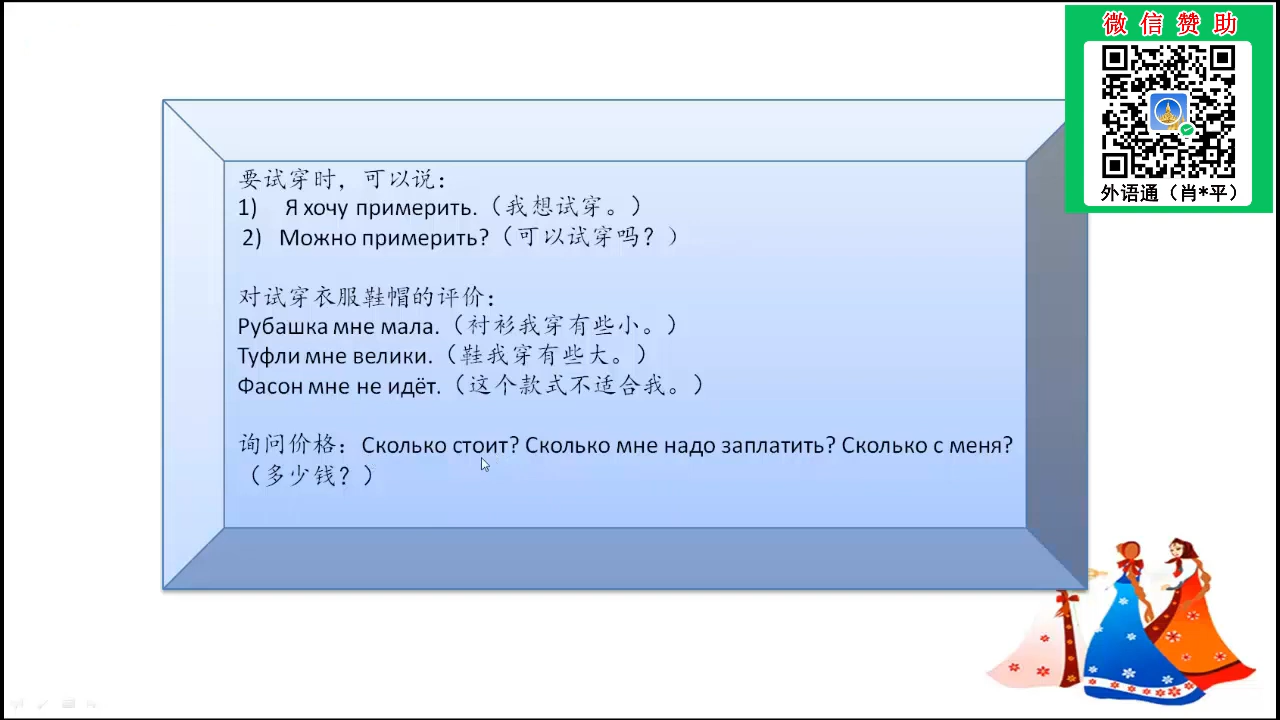 微信赞助
外语通（肖*平）
要试穿时，可以说：
1) Я хочу примерить.（我想试穿。）
2) Можно примерить?（可以试穿吗？）
对试穿衣服鞋帽的评价：
Рубашка мне мала.（衬衫我穿有些小。）
Туфли мне велики.（鞋我穿有些大。）
Фасон мне не идёт.（这个款式不适合我。）
询问价格：Сколько стоит? Сколько мне надо заплатить? Сколько с меня?
（多少钱？）